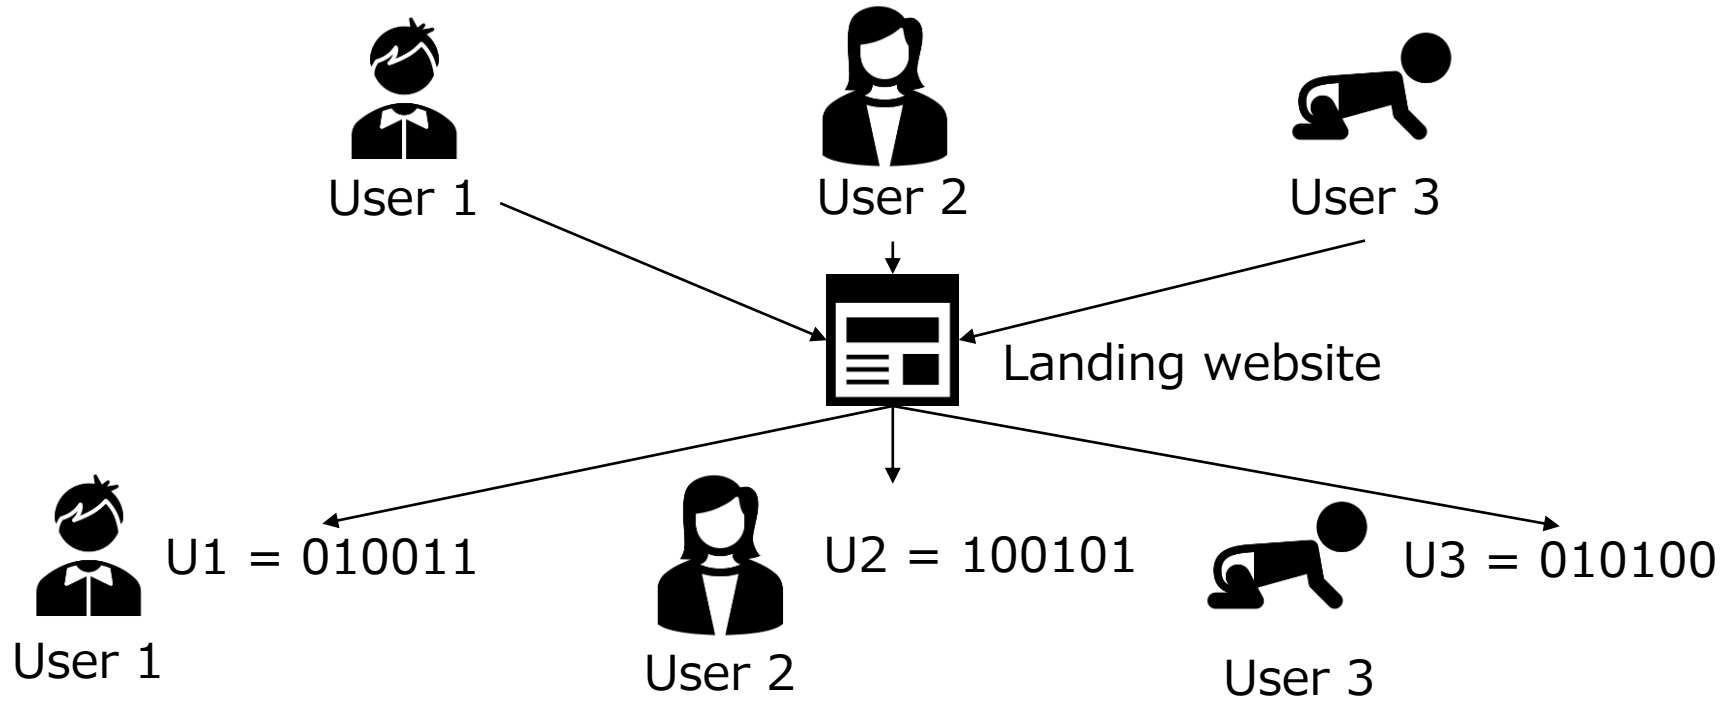 User 1
User 2
User 3
Landing website
U1 = 010011
U2 = 100101
U3 = 010100
User 1
User 2
User 3